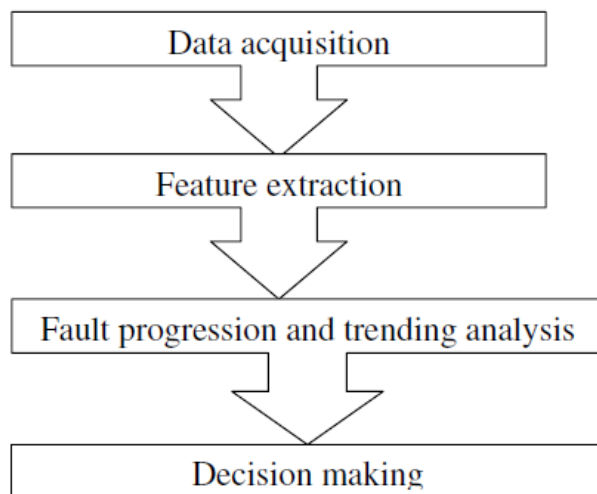 Data acquisition
Feature extraction
Fault progression and trending analysis
Decision making